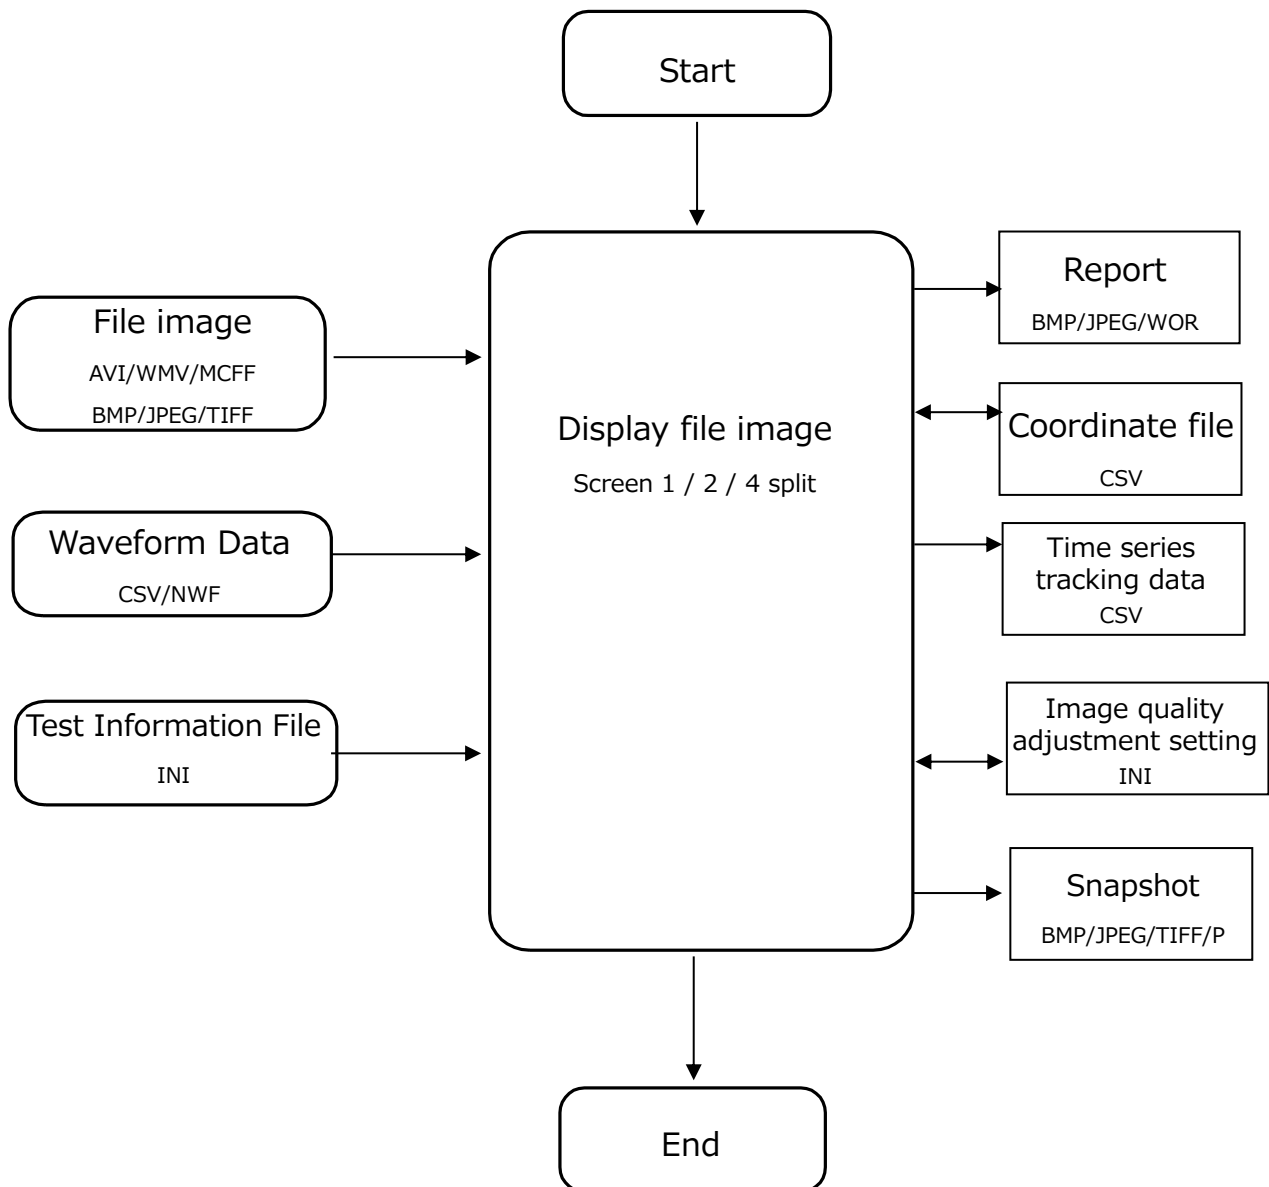 Start
File image
AVI/WMV/MCFF
BMP/JPEG/TIFF
Waveform Data
CSV/NWF
Test Information File
INI
Display file image
Screen 1 / 2 / 4 split
Report
BMP/JPEG/WOR
Coordinate file
CSV
Time series
tracking data
CSV
Image quality
adjustment setting
INI
Snapshot
BMP/JPEG/TIFF/P
End